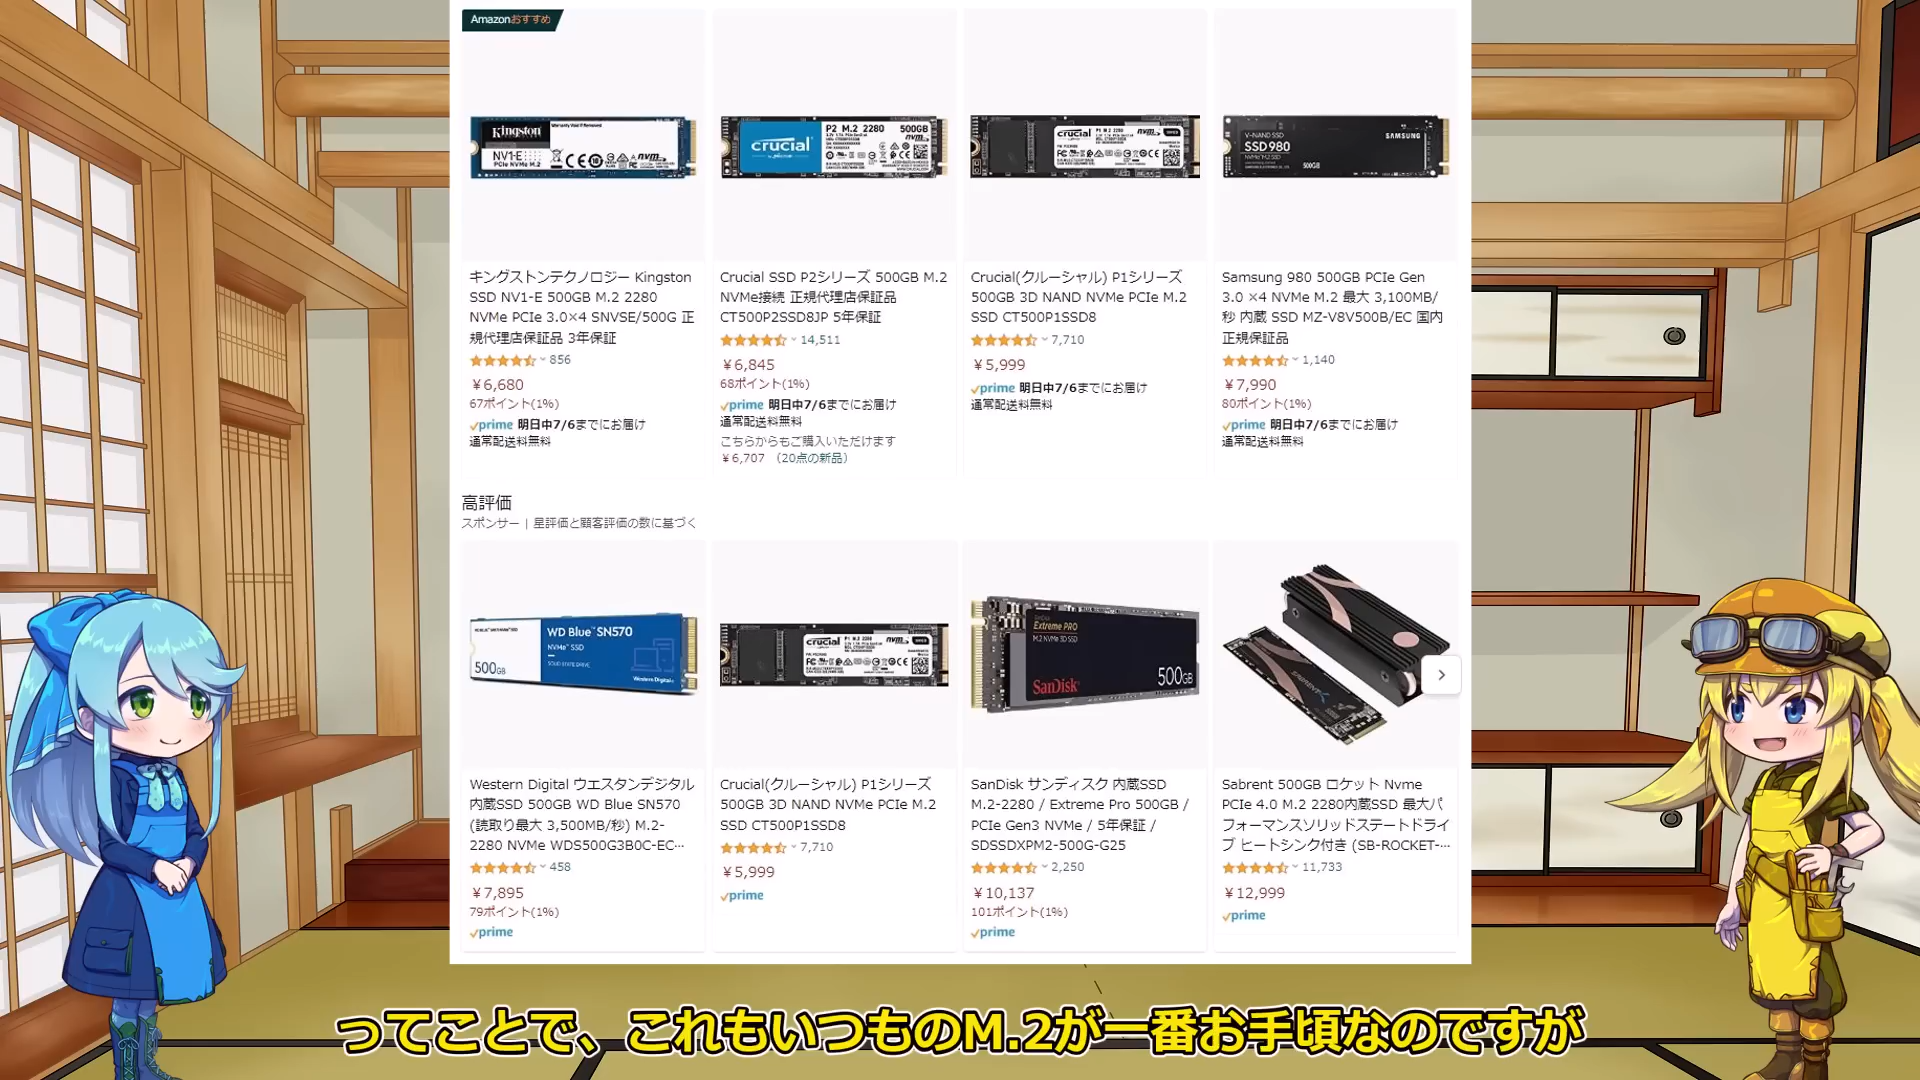 Amazonおすすめ
Kingston
NV1-E
PCIe NVMe M.2
nvm
crucial
P2 M.2 2280 500GB
nvm
crucial
nvm
V-NAND SSD
SSD 980
NVMe M.2 SSD
SAMSUNG
500GB
キングストンテクノロジー Kingston
SSD NV1-E 500GB M.2 2280
NVMe PCIe 3.0×4 SNVSE/500G 正
規代理店保証品 3年保証
856
¥6,680
67ポイント(1%)
prime 明日中7/6までにお届け
通常配送料無料
Crucial SSD P2シリーズ 500GB M.2
NVMe接続 正規代理店保証品
CT500P2SSD8JP 5年保証
14,511
¥6,845
68ポイント(1%)
prime 明日中7/6までにお届け
通常配送料無料
こちらからもご購入いただけます
¥6,707 (20点の新品)
Crucial(クルーシャル) P1シリーズ
500GB 3D NAND NVMe PCIe M.2
SSD CT500P1SSD8
7,710
¥5,999
prime 明日中7/6までにお届け
通常配送料無料
Samsung 980 500GB PCIe Gen
3.0 ×4 NVMe M.2 最大 3,100MB/
秒 内蔵 SSD MZ-V8V500B/EC 国内
正規保証品
1,140
¥7,990
80ポイント(1%)
prime 明日中7/6までにお届け
通常配送料無料
高評価
スポンサー | 星評価と顧客評価の数に基づく
WD Blue™ SN570
NVMe™ SSD
SOLID STATE DRIVE
500GB
Western Digital
crucial
nvm
Extreme PRO
M.2 NVMe 3D SSD
SanDisk
500GB
Western Digital ウエスタンデジタル
内蔵SSD 500GB WD Blue SN570
(読取り最大 3,500MB/秒) M.2-
2280 NVMe WDS500G3B0C-EC…
458
¥7,895
79ポイント(1%)
prime
Crucial(クルーシャル) P1シリーズ
500GB 3D NAND NVMe PCIe M.2
SSD CT500P1SSD8
7,710
¥5,999
prime
SanDisk サンディスク 内蔵SSD
M.2-2280 / Extreme Pro 500GB /
PCIe Gen3 NVMe / 5年保証 /
SDSSDXPM2-500G-G25
2,250
¥10,137
101ポイント(1%)
prime
Sabrent 500GB ロケット Nvme
PCIe 4.0 M.2 2280内蔵SSD 最大パ
フォーマンスソリッドステートドライ
ブ ヒートシンク付き (SB-ROCKET-…
11,733
¥12,999
prime
ってことで、これもいつものM.2が一番お手頃なのですが